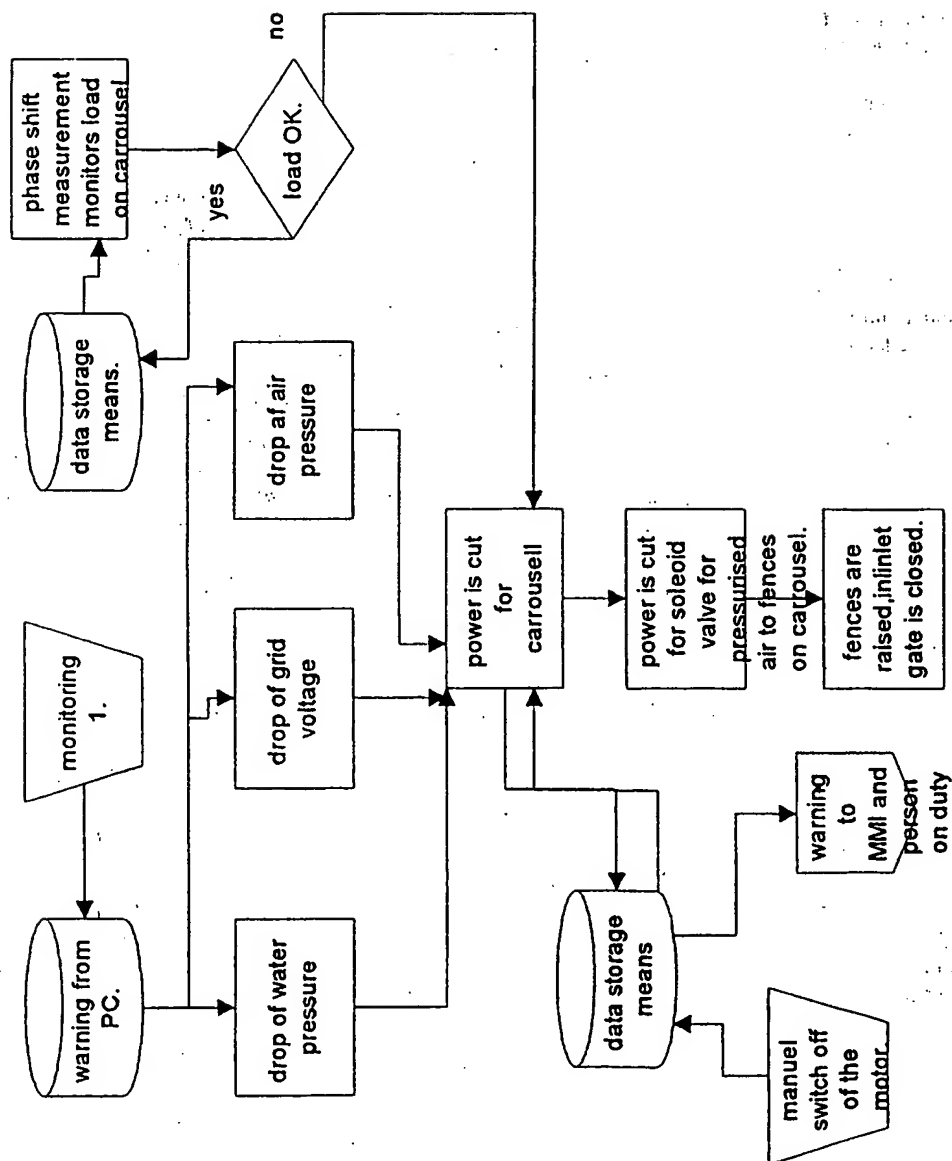 monitoring
1.
warning from
PC.
data storage
means.
phase shift
measurement
monitors load
on carrousel
load OK.
yes
no
drop of water
pressure
drop of grid
voltage
drop af air
pressure
power is cut
for
carrousell
power is cut
for soleoid
valve for
pressurised
air to fences
on carrousel.
fences are
raised,inlinlet
gate is closed.
data storage
means
manuel
switch off
of the
motor
warning
to
MMI and
person
on duty